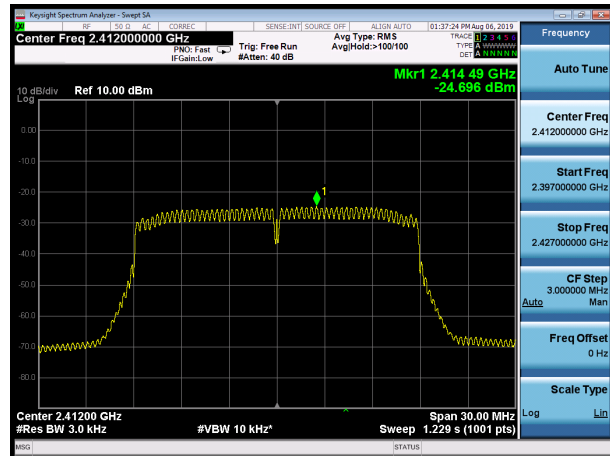 Keysight Spectrum Analyzer - Swept SA
LXI RF 50 Ω AC CORREC SENSE:INT SOURCE OFF ALIGN AUTO 01:37:24 PM Aug 06, 2019
Center Freq 2.412000000 GHz
PNO: Fast
IFGain:Low
Trig: Free Run
#Atten: 40 dB
Avg Type: RMS
Avg|Hold:>100/100
TRACE 1 2 3 4 5 6
TYPE A WWWWW
DET A N N N N N
Mkr1 2.414 49 GHz
-24.696 dBm
10 dB/div Ref 10.00 dBm
Log
0.00
-10.0
-20.0
-30.0
-40.0
-50.0
-60.0
-70.0
-80.0
1
Center 2.41200 GHz
Span 30.00 MHz
#Res BW 3.0 kHz
#VBW 10 kHz*
Sweep 1.229 s (1001 pts)
MSG
STATUS
Frequency
Auto Tune
Center Freq
2.412000000 GHz
Start Freq
2.397000000 GHz
Stop Freq
2.427000000 GHz
CF Step
3.000000 MHz
Auto Man
Freq Offset
0 Hz
Scale Type
Log Lin